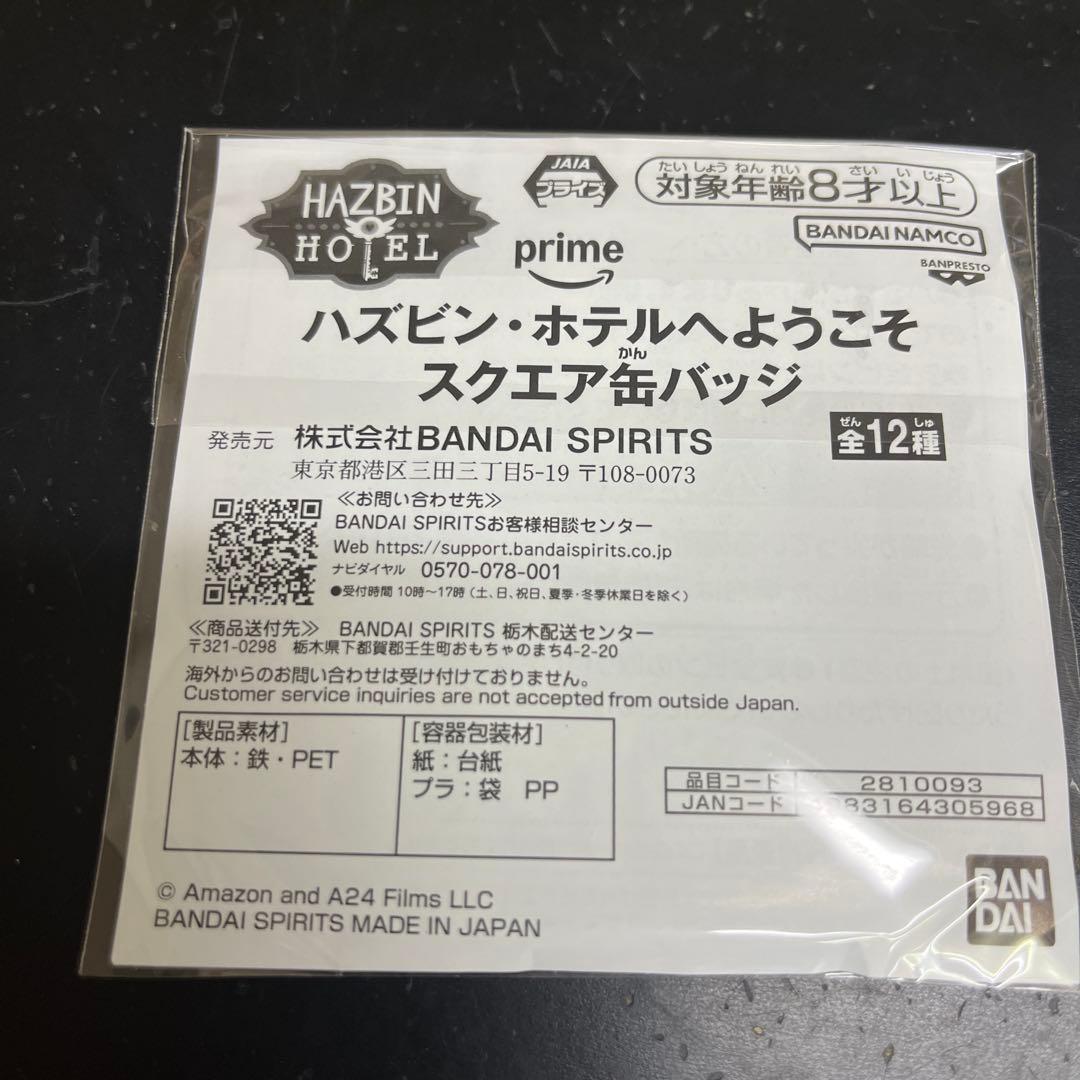 HAZBIN
HOTEL
JAIA
プライズ
たいしょうねんれい さいいじょう
対象年齢8才以上
prime
BANDAI NAMCO
BANPRESTO
ハズビン・ホテルへようこそ
かん
スクエア缶バッジ
ぜん しゅ
全12種
発売元 株式会社BANDAI SPIRITS
東京都港区三田三丁目5-19 〒108-0073
≪お問い合わせ先≫
BANDAI SPIRITSお客様相談センター
Web https://support.bandaispirits.co.jp
ナビダイヤル 0570-078-001
●受付時間 10時～17時（土、日、祝日、夏季・冬季休業日を除く）
≪商品送付先≫ BANDAI SPIRITS 栃木配送センター
〒321-0298 栃木県下都賀郡壬生町おもちゃのまち4-2-20
海外からのお問い合わせは受け付けておりません。
Customer service inquiries are not accepted from outside Japan.
[製品素材]
本体：鉄・PET
[容器包装材]
紙：台紙
プラ：袋 PP
品目コード 2810093
JANコード
© Amazon and A24 Films LLC
BANDAI SPIRITS MADE IN JAPAN
BAN
DAI